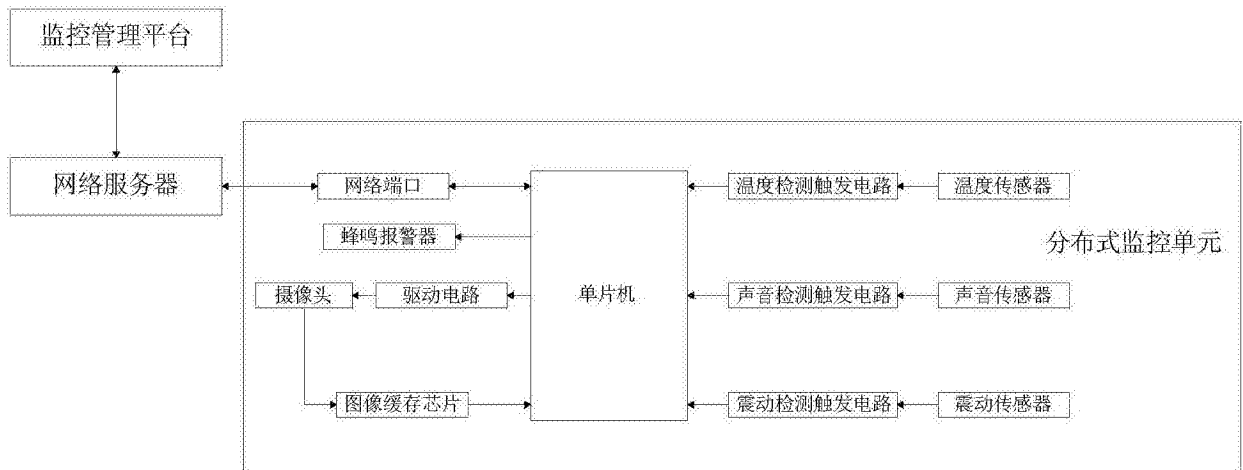 监控管理平台
网络服务器
网络端口
温度检测触发电路
温度传感器
蜂鸣报警器
分布式监控单元
摄像头
驱动电路
单片机
声音检测触发电路
声音传感器
图像缓存芯片
震动检测触发电路
震动传感器